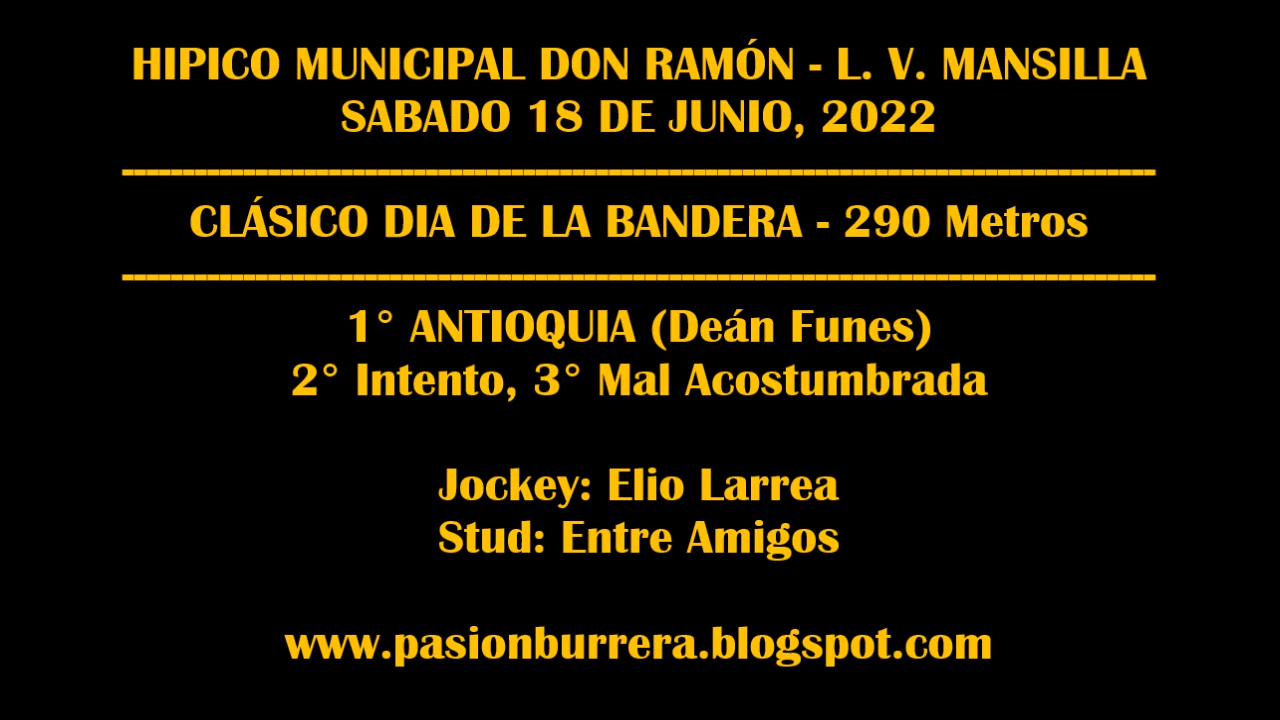 HIPICO MUNICIPAL DON RAMÓN - L. V. MANSILLA
SABADO 18 DE JUNIO, 2022
--------------------------------------------------------------------------------
CLÁSICO DIA DE LA BANDERA - 290 Metros
--------------------------------------------------------------------------------
1° ANTIOQUIA (Deán Funes)
2° Intento, 3° Mal Acostumbrada
Jockey: Elio Larrea
Stud: Entre Amigos
www.pasionburrera.blogspot.com